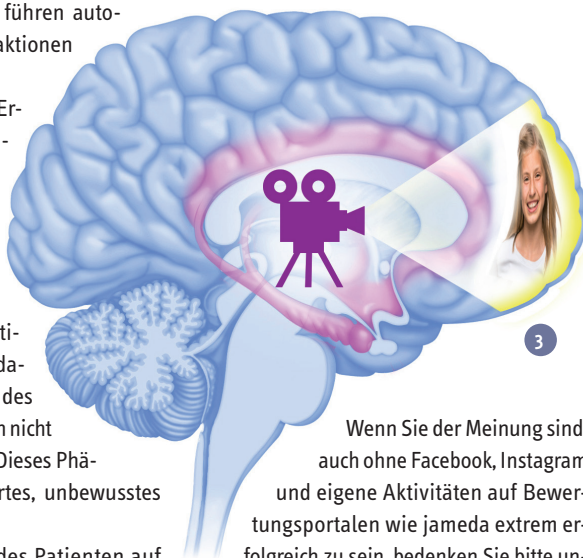 führen auto-
aktionen
Er-
-
ti-
da-
des
n nicht
Dieses Phä-
rtes, unbewusstes
des Patienten auf
3
Wenn Sie der Meinung sind
auch ohne Facebook, Instagram
und eigene Aktivitäten auf Bewer-
tungsportalen wie jameda extrem er-
folgreich zu sein, bedenken Sie bitte un-